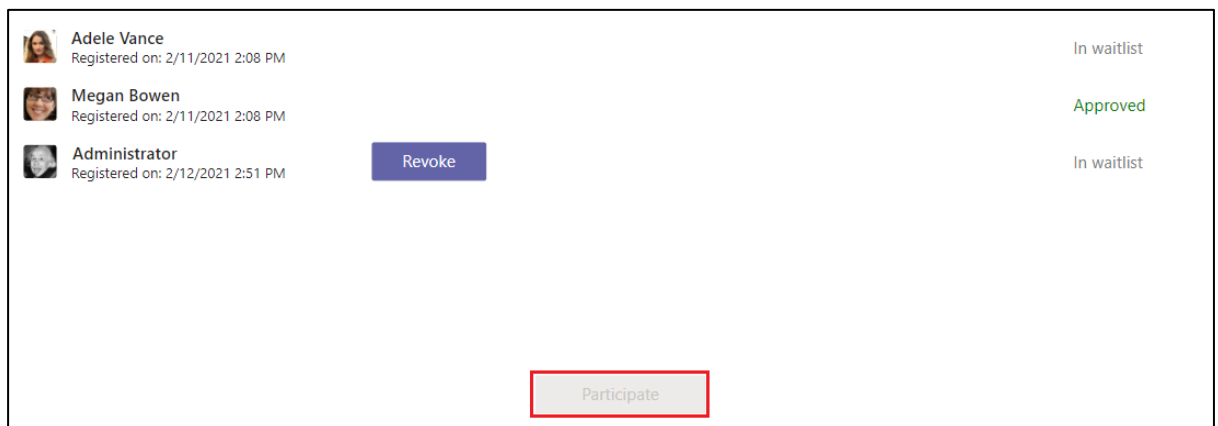 Adele Vance
Registered on: 2/11/2021 2:08 PM
In waitlist
Megan Bowen
Registered on: 2/11/2021 2:08 PM
Approved
Administrator
Registered on: 2/12/2021 2:51 PM
Revoke
In waitlist
Participate